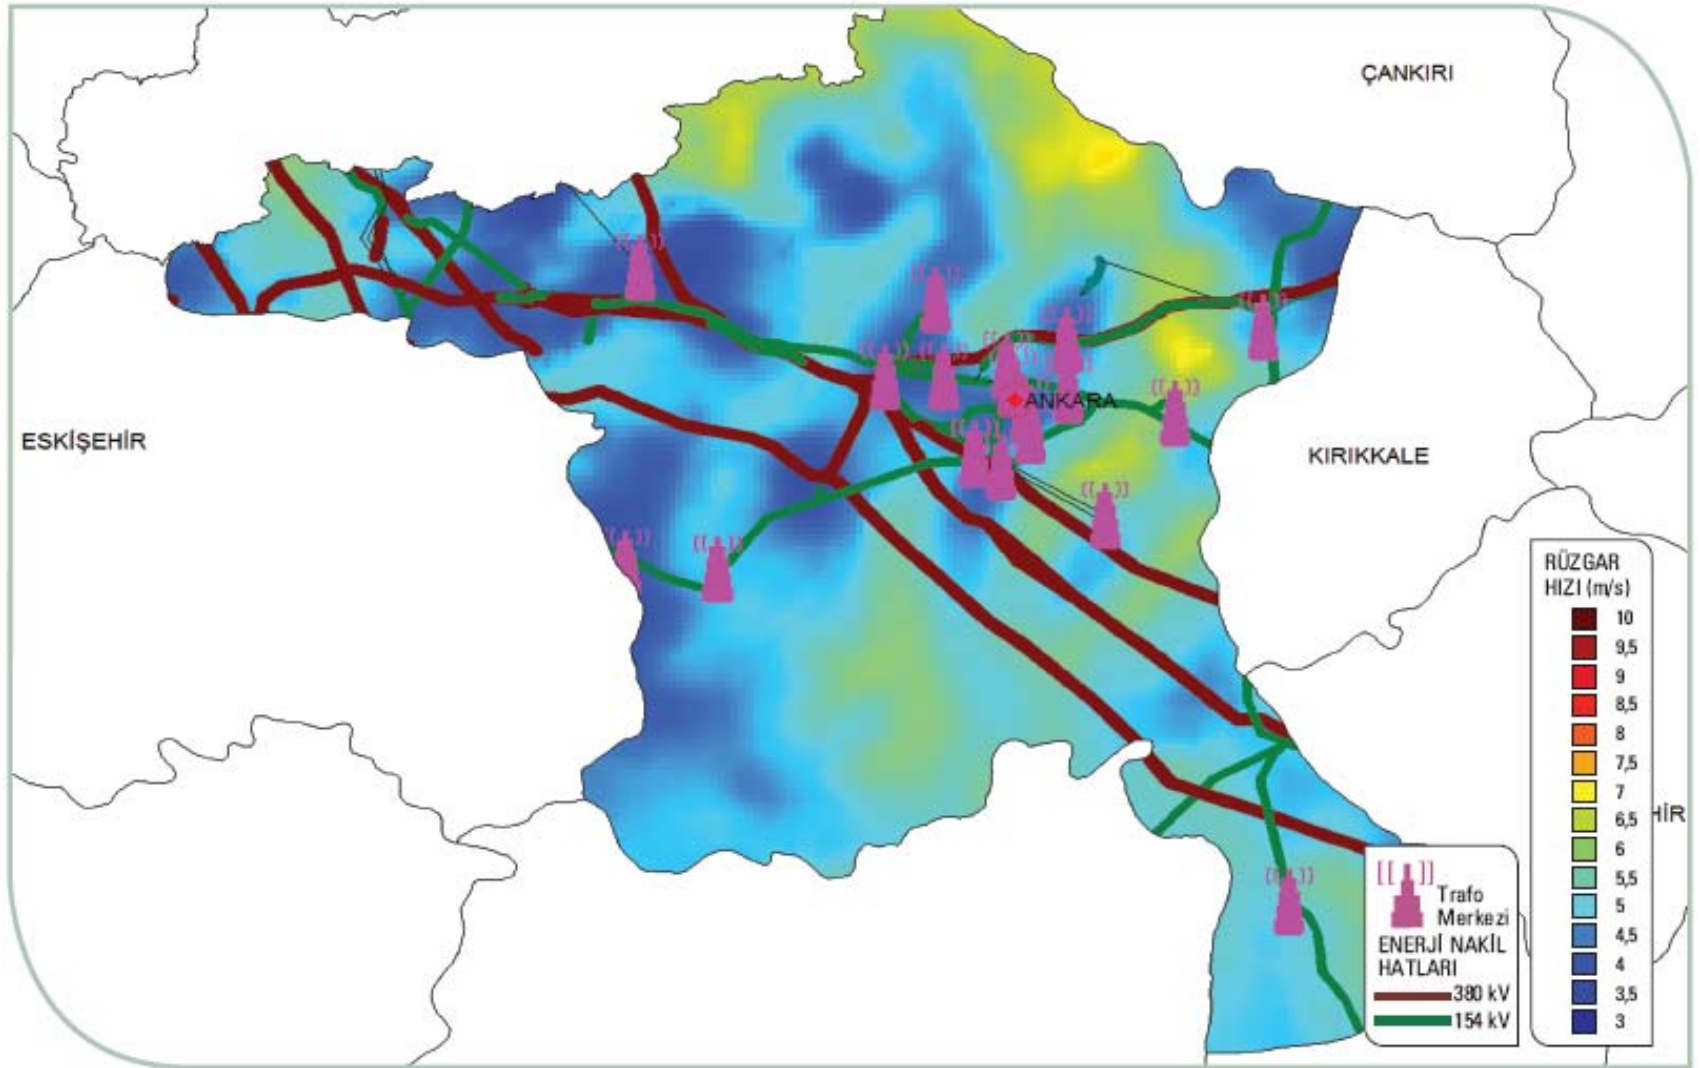 ÇANKIRI
ESKİŞEHİR
ANKARA
KIRIKKALE
HİR
RÜZGAR
HIZI (m/s)
10
9,5
9
8,5
8
7,5
7
6,5
6
5,5
5
4,5
4
3,5
3
Trafo
Merkezi
ENERJİ NAKİL
HATLARI
380 kV
154 kV